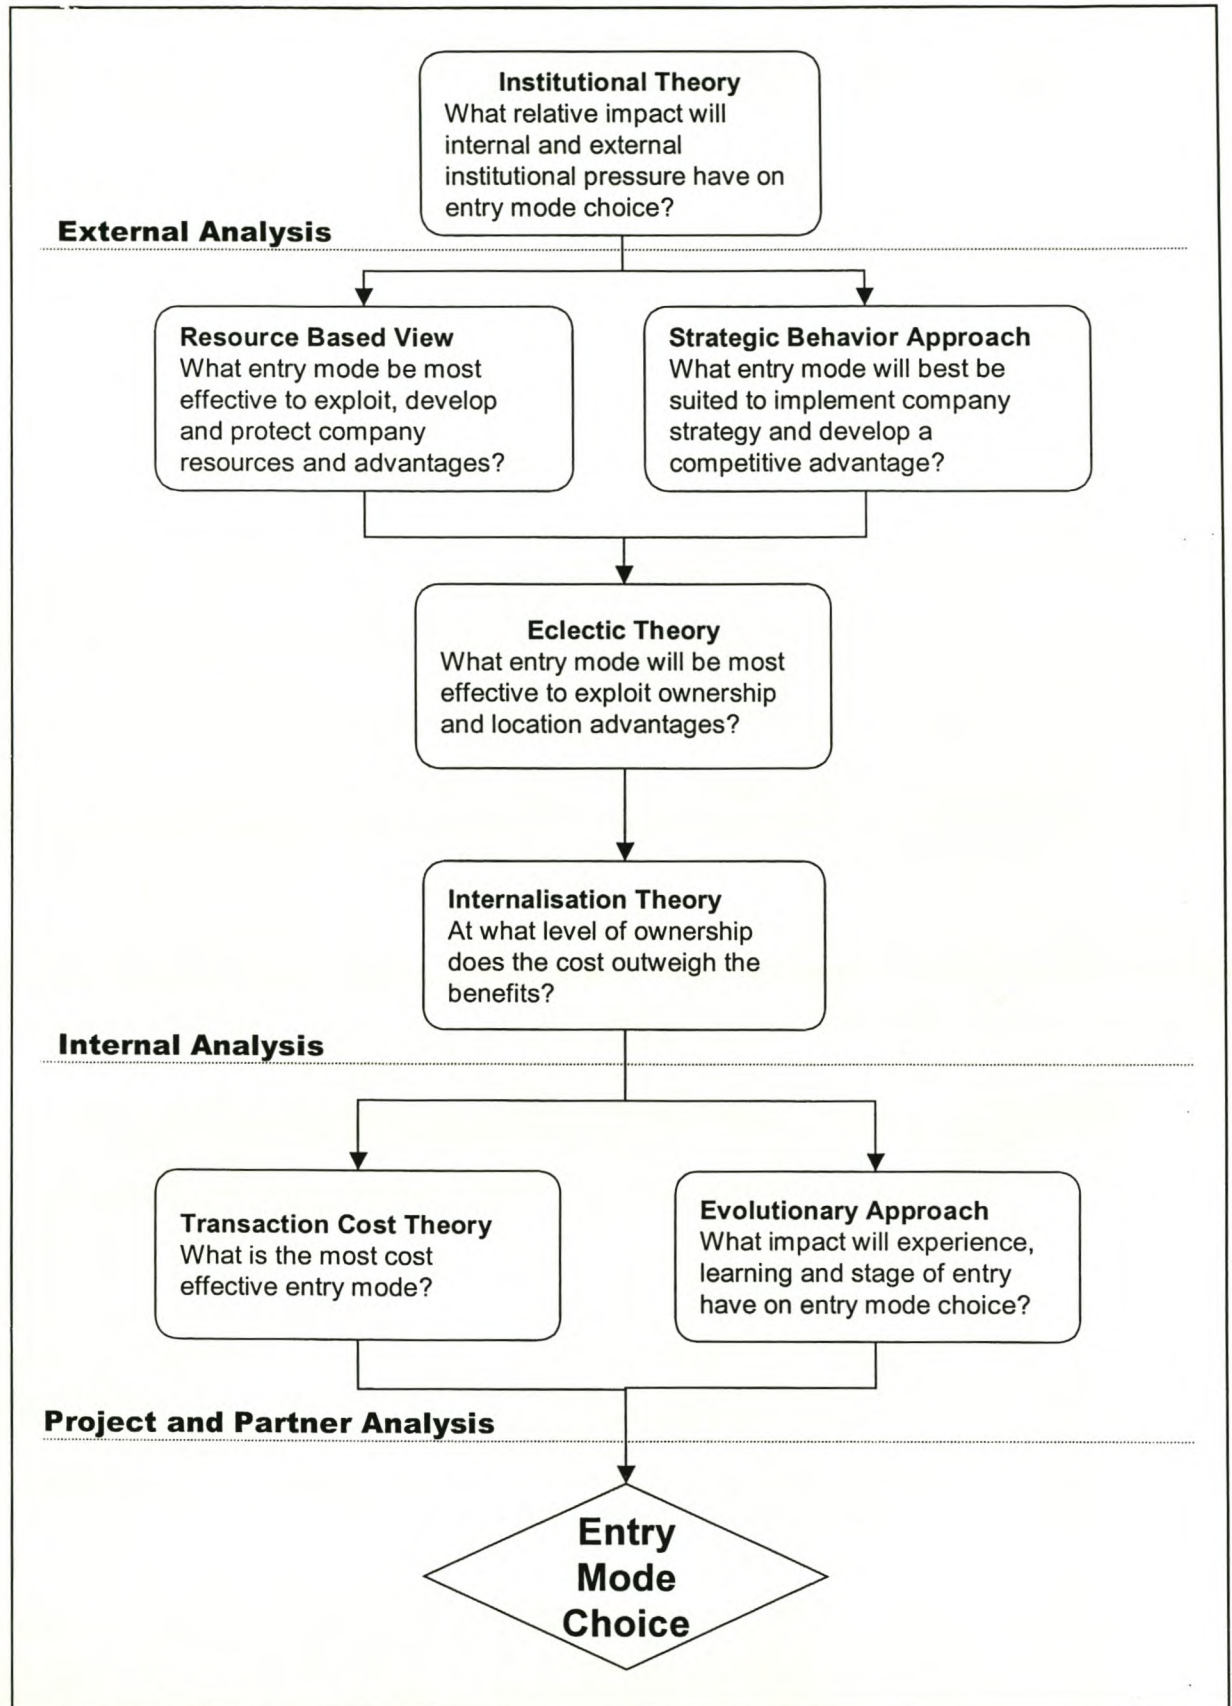 Institutional Theory
What relative impact will
internal and external
institutional pressure have on
entry mode choice?
External Analysis
Resource Based View
What entry mode be most
effective to exploit, develop
and protect company
resources and advantages?
Strategic Behavior Approach
What entry mode will best be
suited to implement company
strategy and develop a
competitive advantage?
Eclectic Theory
What entry mode will be most
effective to exploit ownership
and location advantages?
Internalisation Theory
At what level of ownership
does the cost outweigh the
benefits?
Internal Analysis
Transaction Cost Theory
What is the most cost
effective entry mode?
Evolutionary Approach
What impact will experience,
learning and stage of entry
have on entry mode choice?
Project and Partner Analysis
Entry
Mode
Choice